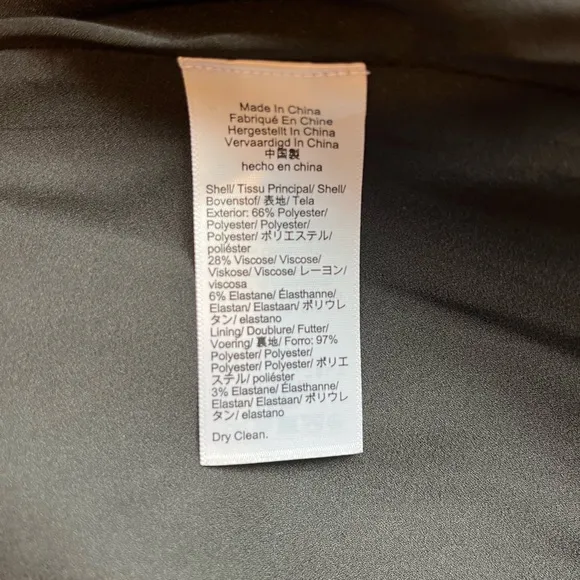 Made In China
Fabriqué En Chine
Hergestellt In China
Vervaardigd In China
中国製
hecho en china
Shell/ Tissu Principal/ Shell/
Bovenstof/ 表地/ Tela
Exterior: 66% Polyester/
Polyester/ Polyester/
Polyester/ ポリエステル/
poliéster
28% Viscose/ Viscose/
Viskose/ Viscose/ レーヨン/
viscosa
6% Elastane/ Élasthanne/
Elastan/ Elastaan/ ポリウレ
タン/ elastano
Lining/ Doublure/ Futter/
Voering/ 裏地/ Forro: 97%
Polyester/ Polyester/
Polyester/ Polyester/ ポリエ
ステル/ poliéster
3% Elastane/ Élasthanne/
Elastan/ Elastaan/ ポリウレ
タン/ elastano
Dry Clean.